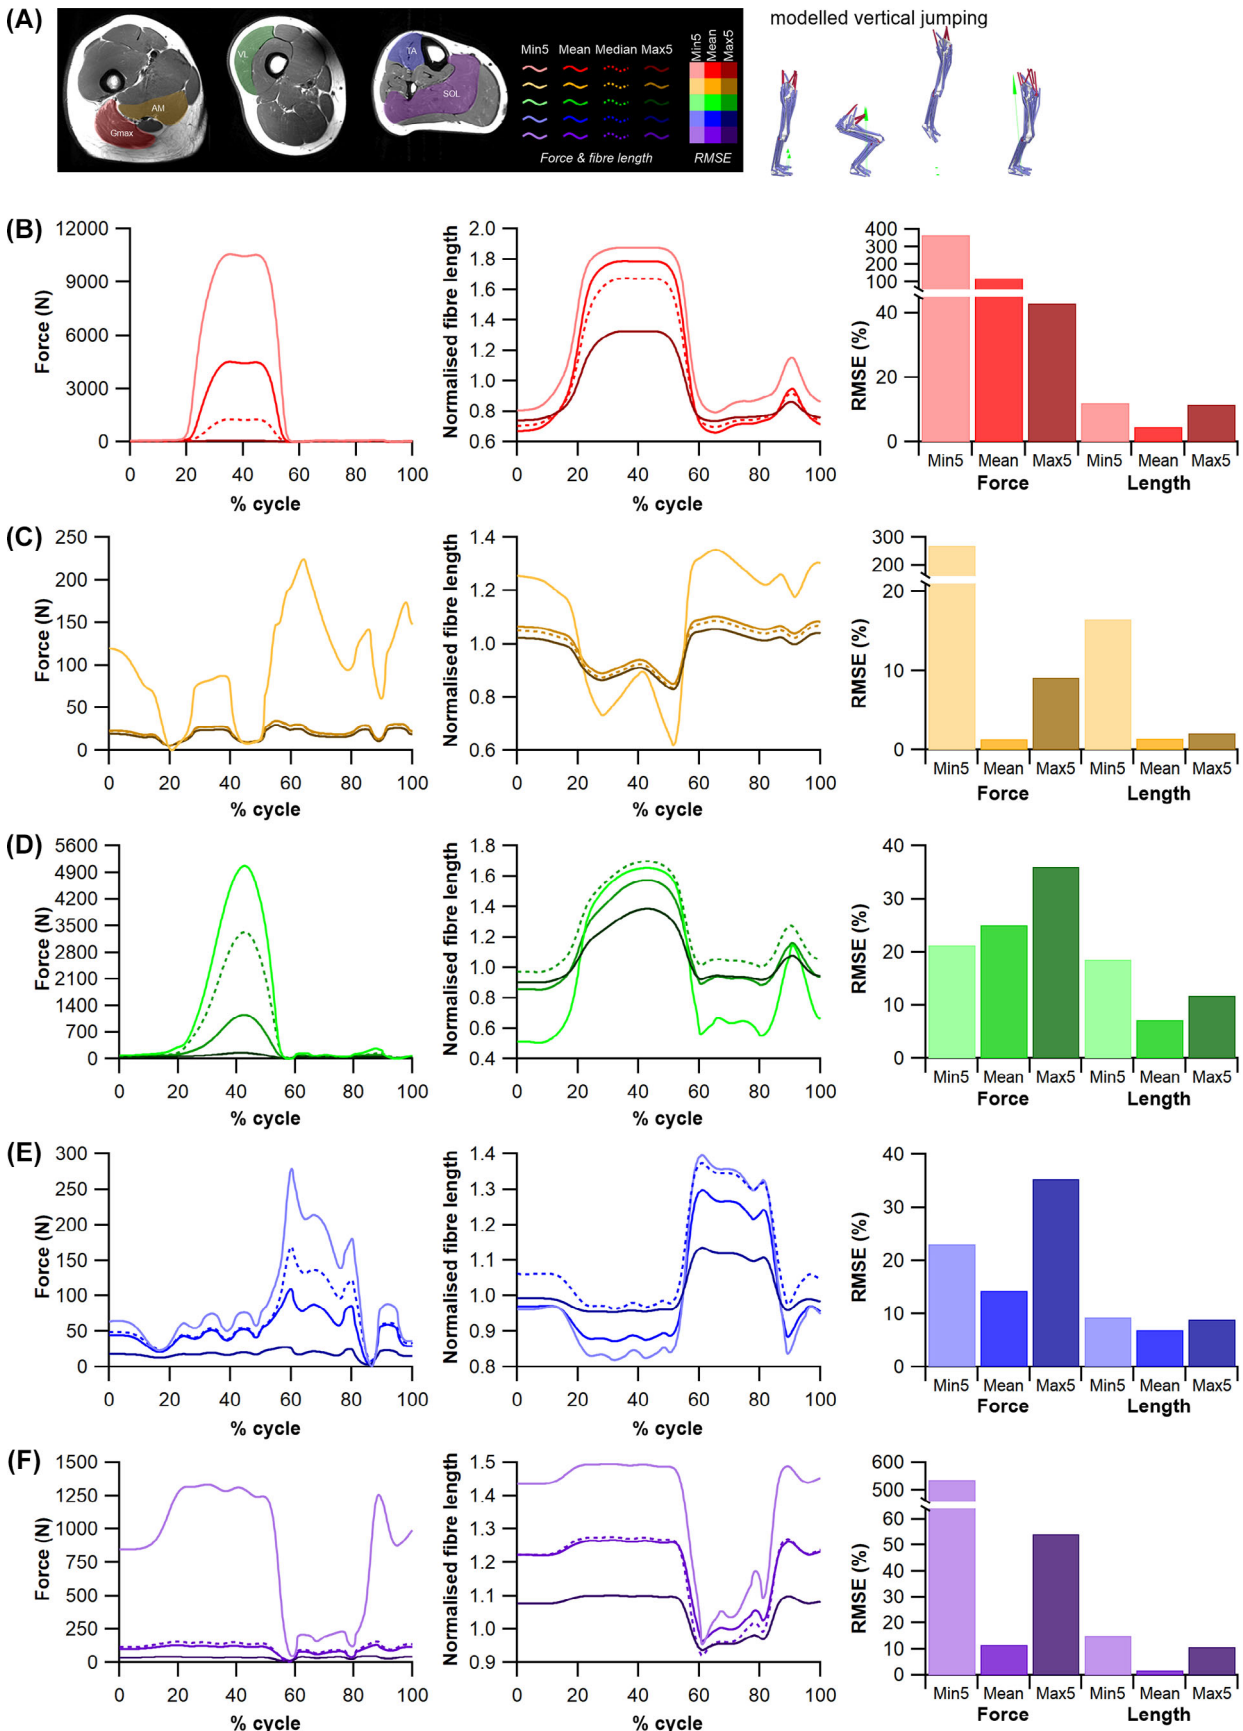 (A)
modelled vertical jumping
VL
TA
AM
SOL
Gmax
Min5 Mean Median Max5
Min5 Mean Max5
Force & fibre length
RMSE
(B)
Force (N)
12000
9000
6000
3000
0
0 20 40 60 80 100
% cycle
Normalised fibre length
2.0
1.8
1.6
1.4
1.2
1.0
0.8
0.6
0 20 40 60 80 100
% cycle
RMSE (%)
400
300
200
100
40
20
0
Min5 Mean Max5 Min5 Mean Max5
Force Length
(C)
Force (N)
250
200
150
100
50
0
0 20 40 60 80 100
% cycle
Normalised fibre length
1.4
1.2
1.0
0.8
0.6
0 20 40 60 80 100
% cycle
RMSE (%)
300
200
20
10
0
Min5 Mean Max5 Min5 Mean Max5
Force Length
(D)
Force (N)
5600
4900
4200
3500
2800
2100
1400
700
0
0 20 40 60 80 100
% cycle
Normalised fibre length
1.8
1.6
1.4
1.2
1.0
0.8
0.6
0.4
0 20 40 60 80 100
% cycle
RMSE (%)
40
30
20
10
0
Min5 Mean Max5 Min5 Mean Max5
Force Length
(E)
Force (N)
300
250
200
150
100
50
0
0 20 40 60 80 100
% cycle
Normalised fibre length
1.4
1.3
1.2
1.1
1.0
0.9
0.8
0 20 40 60 80 100
% cycle
RMSE (%)
40
30
20
10
0
Min5 Mean Max5 Min5 Mean Max5
Force Length
(F)
Force (N)
1500
1250
1000
750
500
250
0
0 20 40 60 80 100
% cycle
Normalised fibre length
1.5
1.4
1.3
1.2
1.1
1.0
0.9
0 20 40 60 80 100
% cycle
RMSE (%)
600
500
60
50
40
30
20
10
0
Min5 Mean Max5 Min5 Mean Max5
Force Length